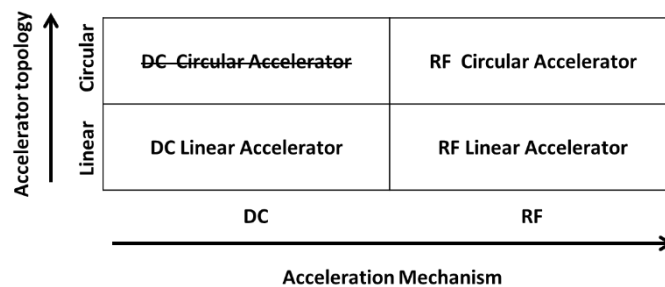 Accelerator topology
Circular
DC Circular Accelerator
RF Circular Accelerator
Linear
DC Linear Accelerator
RF Linear Accelerator
DC
RF
Acceleration Mechanism